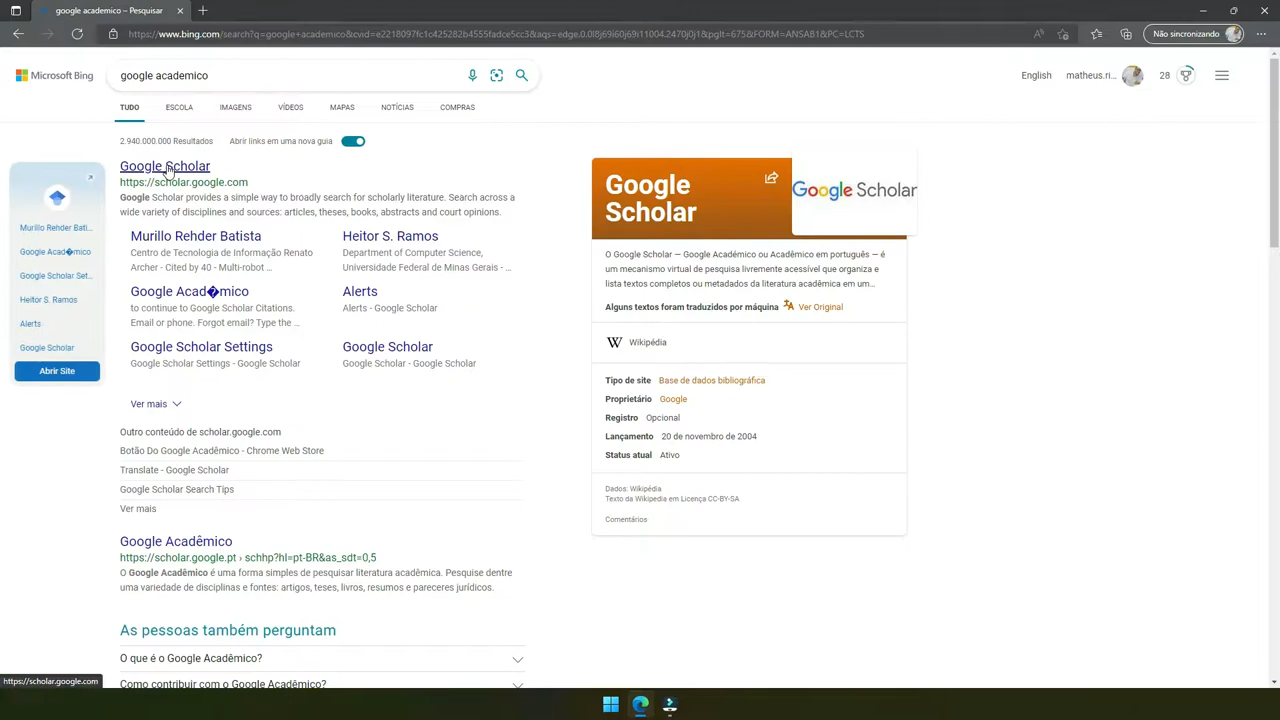 google academico – Pesquisar
https://www.bing.com/search?q=google+academico&cvid=e2218097fc1c425282b4555fadce5cc3&aqs=edge.0.0l8j69i60j69i11004.2470j0j1&pglt=675&FORM=ANSAB1&PC=LCTS
Não sincronizando
Microsoft Bing
google academico
English
matheus.ri...
28
TUDO
ESCOLA
IMAGENS
VÍDEOS
MAPAS
NOTÍCIAS
COMPRAS
2.940.000.000 Resultados
Abrir links em uma nova guia
Google Scholar
https://scholar.google.com
Google Scholar provides a simple way to broadly search for scholarly literature. Search across a
wide variety of disciplines and sources: articles, theses, books, abstracts and court opinions.
Murillo Rehder Batista
Centro de Tecnologia de Informação Renato
Archer - Cited by 40 - Multi-robot ...
Heitor S. Ramos
Department of Computer Science,
Universidade Federal de Minas Gerais - ...
Google Acad�mico
to continue to Google Scholar Citations.
Email or phone. Forgot email? Type the ...
Alerts
Alerts - Google Scholar
Google Scholar Settings
Google Scholar Settings - Google Scholar
Google Scholar
Google Scholar - Google Scholar
Ver mais
Outro conteúdo de scholar.google.com
Botão Do Google Acadêmico - Chrome Web Store
Translate - Google Scholar
Google Scholar Search Tips
Ver mais
Google Acadêmico
https://scholar.google.pt › schhp?hl=pt-BR&as_sdt=0,5
O Google Acadêmico é uma forma simples de pesquisar literatura acadêmica. Pesquise dentre
uma variedade de disciplinas e fontes: artigos, teses, livros, resumos e pareceres jurídicos.
As pessoas também perguntam
O que é o Google Acadêmico?
Como contribuir com o Google Acadêmico?
Murillo Rehder Bati...
Google Acad�mico
Google Scholar Set...
Heitor S. Ramos
Alerts
Google Scholar
Abrir Site
Google
Scholar
Google Scholar
O Google Scholar — Google Académico ou Acadêmico em português — é
um mecanismo virtual de pesquisa livremente acessível que organiza e
lista textos completos ou metadados da literatura acadêmica em um...
Alguns textos foram traduzidos por máquina
Ver Original
W Wikipédia
Tipo de site Base de dados bibliográfica
Proprietário Google
Registro Opcional
Lançamento 20 de novembro de 2004
Status atual Ativo
Dados: Wikipédia
Texto da Wikipedia em Licença CC-BY-SA
Comentários
https://scholar.google.com